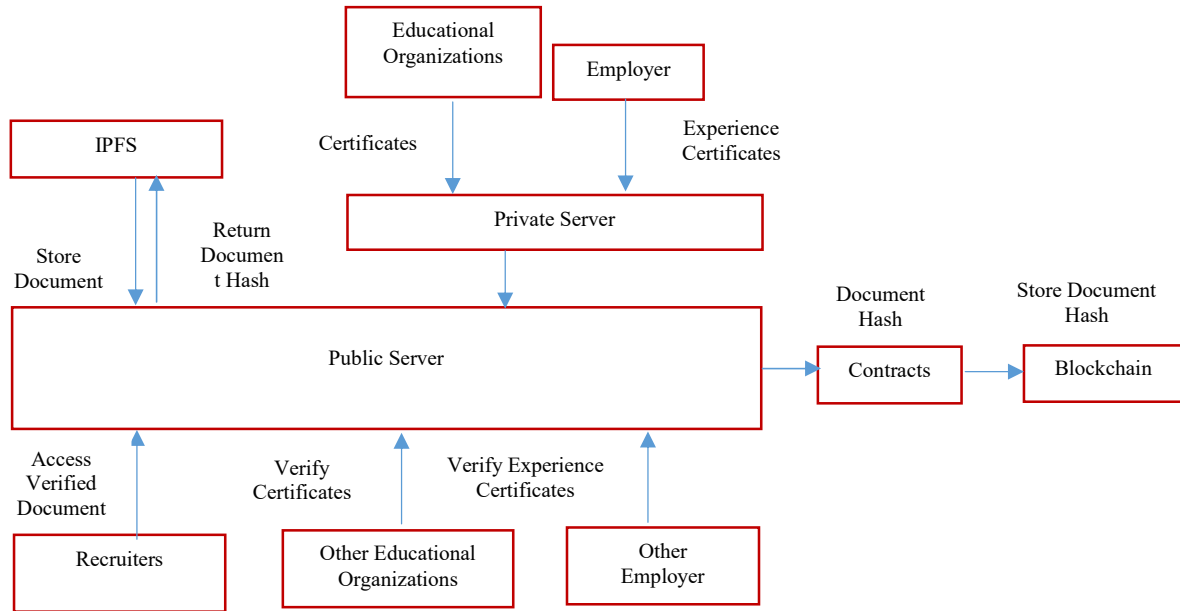 Educational
Organizations
Employer
Certificates
Experience
Certificates
IPFS
Private Server
Store
Document
Return
Documen
t Hash
Public Server
Document
Hash
Store Document
Hash
Contracts
Blockchain
Access
Verified
Document
Verify
Certificates
Verify Experience
Certificates
Recruiters
Other Educational
Organizations
Other
Employer